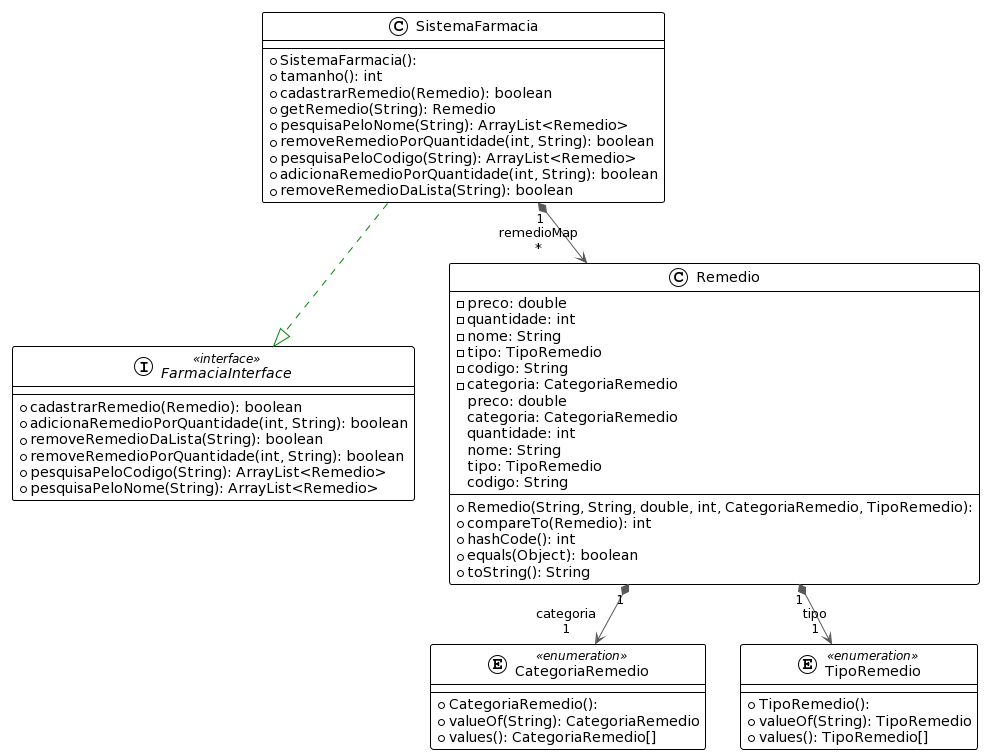 C SistemaFarmacia
SistemaFarmacia():
tamanho(): int
cadastrarRemedio(Remedio): boolean
getRemedio(String): Remedio
pesquisaPeloNome(String): ArrayList<Remedio>
removeRemedioPorQuantidade(int, String): boolean
pesquisaPeloCodigo(String): ArrayList<Remedio>
adicionaRemedioPorQuantidade(int, String): boolean
removeRemedioDaLista(String): boolean
1
remedioMap
*
C Remedio
preco: double
quantidade: int
nome: String
tipo: TipoRemedio
codigo: String
categoria: CategoriaRemedio
preco: double
categoria: CategoriaRemedio
quantidade: int
nome: String
tipo: TipoRemedio
codigo: String
Remedio(String, String, double, int, CategoriaRemedio, TipoRemedio):
compareTo(Remedio): int
hashCode(): int
equals(Object): boolean
toString(): String
«interface»
I FarmaciaInterface
cadastrarRemedio(Remedio): boolean
adicionaRemedioPorQuantidade(int, String): boolean
removeRemedioDaLista(String): boolean
removeRemedioPorQuantidade(int, String): boolean
pesquisaPeloCodigo(String): ArrayList<Remedio>
pesquisaPeloNome(String): ArrayList<Remedio>
1
categoria
1
1
tipo
1
«enumeration»
E CategoriaRemedio
CategoriaRemedio():
valueOf(String): CategoriaRemedio
values(): CategoriaRemedio[]
«enumeration»
E TipoRemedio
TipoRemedio():
valueOf(String): TipoRemedio
values(): TipoRemedio[]